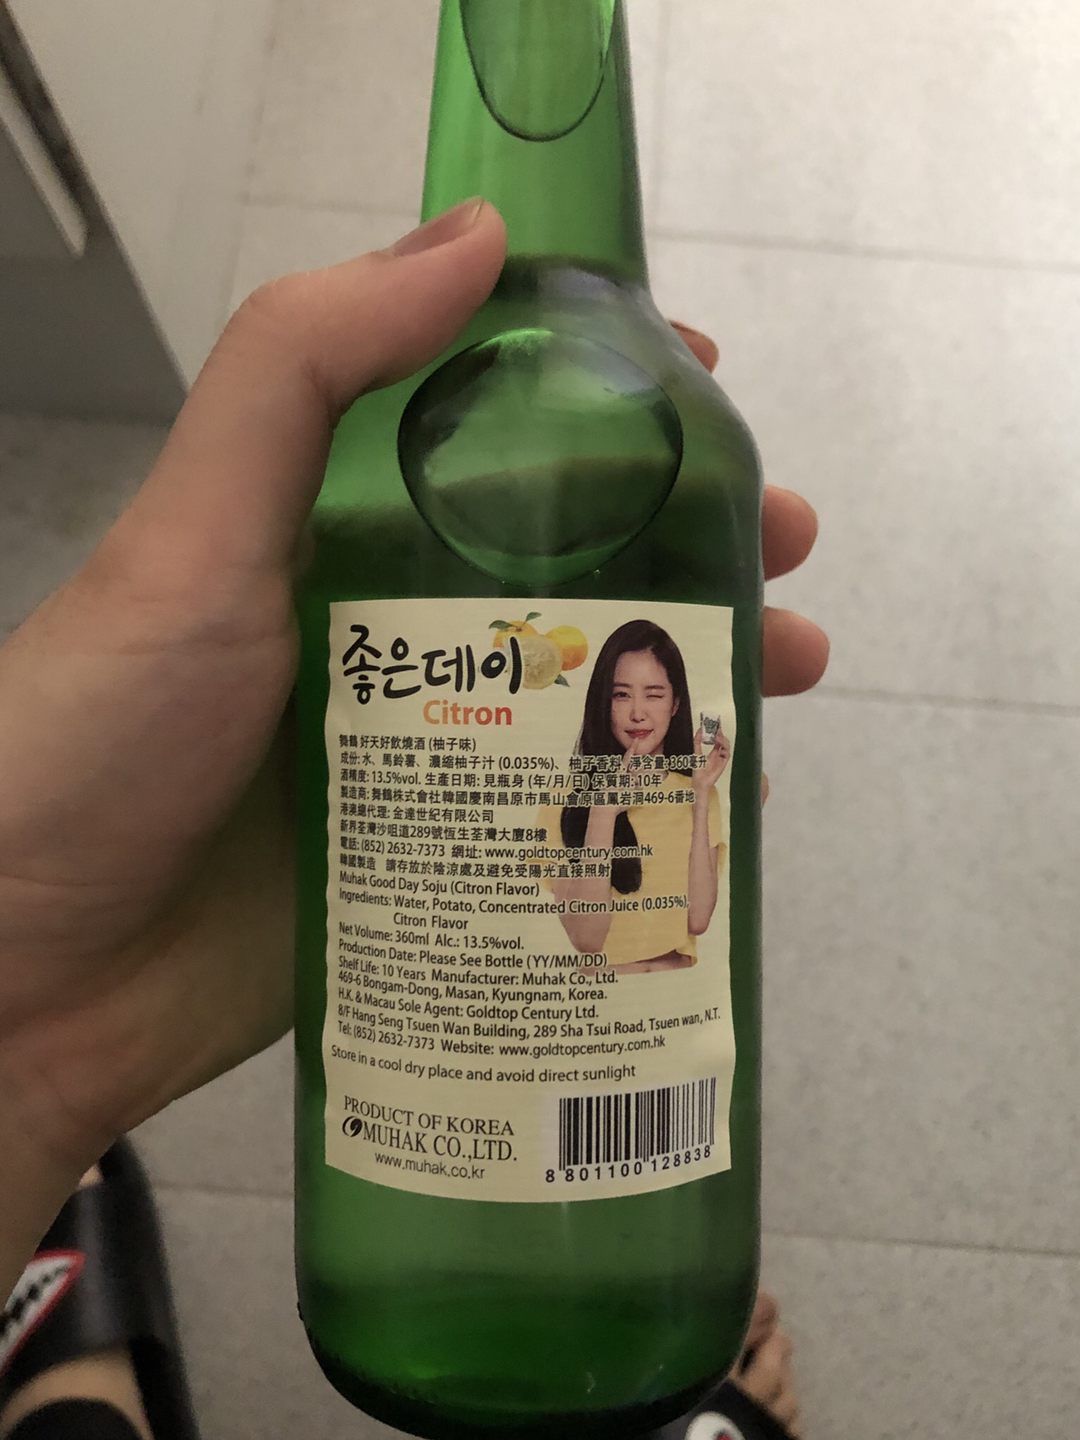 좋은데이
Citron
舞鶴 好天好飲燒酒 (柚子味)
成份: 水、馬鈴薯、濃縮柚子汁 (0.035%)、柚子香料. 淨含量: 360毫升
酒精度: 13.5%vol. 生產日期: 見瓶身 (年/月/日) 保質期: 10年
製造商: 舞鶴株式會社韓國慶南昌原市馬山會原區鳳岩洞469-6番地
港澳總代理: 金達世紀有限公司
新界荃灣沙咀道289號恆生荃灣大廈8樓
電話: (852) 2632-7373 網址: www.goldtopcentury.com.hk
韓國製造 請存放於陰涼處及避免受陽光直接照射
Muhak Good Day Soju (Citron Flavor)
Ingredients: Water, Potato, Concentrated Citron Juice (0.035%),
Citron Flavor
Net Volume: 360ml Alc.: 13.5%vol.
Production Date: Please See Bottle (YY/MM/DD)
Shelf Life: 10 Years Manufacturer: Muhak Co., Ltd.
469-6 Bongam-Dong, Masan, Kyungnam, Korea.
H.K. & Macau Sole Agent: Goldtop Century Ltd.
8/F Hang Seng Tsuen Wan Building, 289 Sha Tsui Road, Tsuen wan, N.T.
Tel: (852) 2632-7373 Website: www.goldtopcentury.com.hk
Store in a cool dry place and avoid direct sunlight
PRODUCT OF KOREA
MUHAK CO.,LTD.
www.muhak.co.kr
8 801100 128838